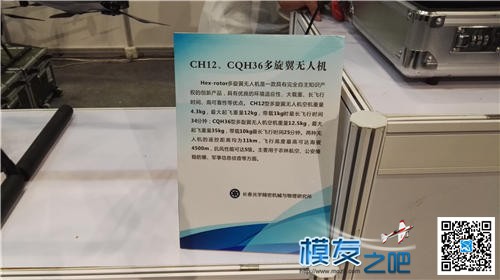 CH12、CQH36多旋翼无人机
Hex-rotor多旋翼无人机是一款具有完全自主知识产
权的创新产品，具有优良的环境适应性、大载重、长飞行
时间、高可靠性等优点。CH12型多旋翼无人机空机重量
4.3kg，最大起飞重量12kg，带载1kg时最长飞行时间
34分钟；CQH36型多旋翼无人机空机重量12.5kg，最大
起飞重量35kg，带载10kg最长飞行时间25分钟。两种无
人机的遥控距离均为11km，飞行高度最高可达海拔
4500m，抗风性能可达5级。主要用于农林航空、公安维
稳防爆、军事信息侦查等方面。
长春光学精密机械与物理研究所
模友之吧